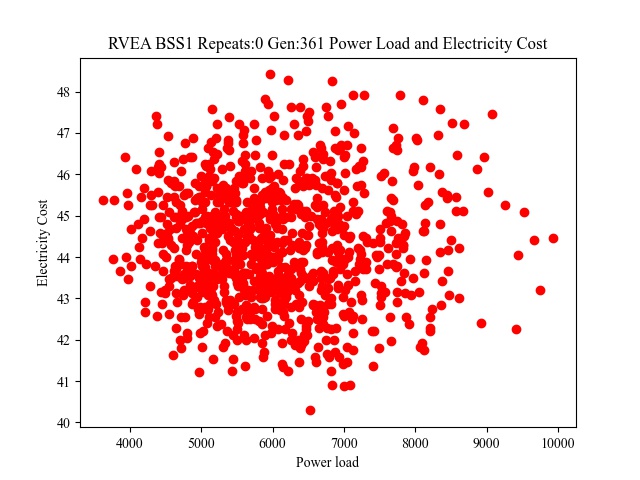 RVEA BSS1 Repeats:0 Gen:361 Power Load and Electricity Cost
48
47
46
45
44
43
42
41
40
Electricity Cost
4000 5000 6000 7000 8000 9000 10000
Power load